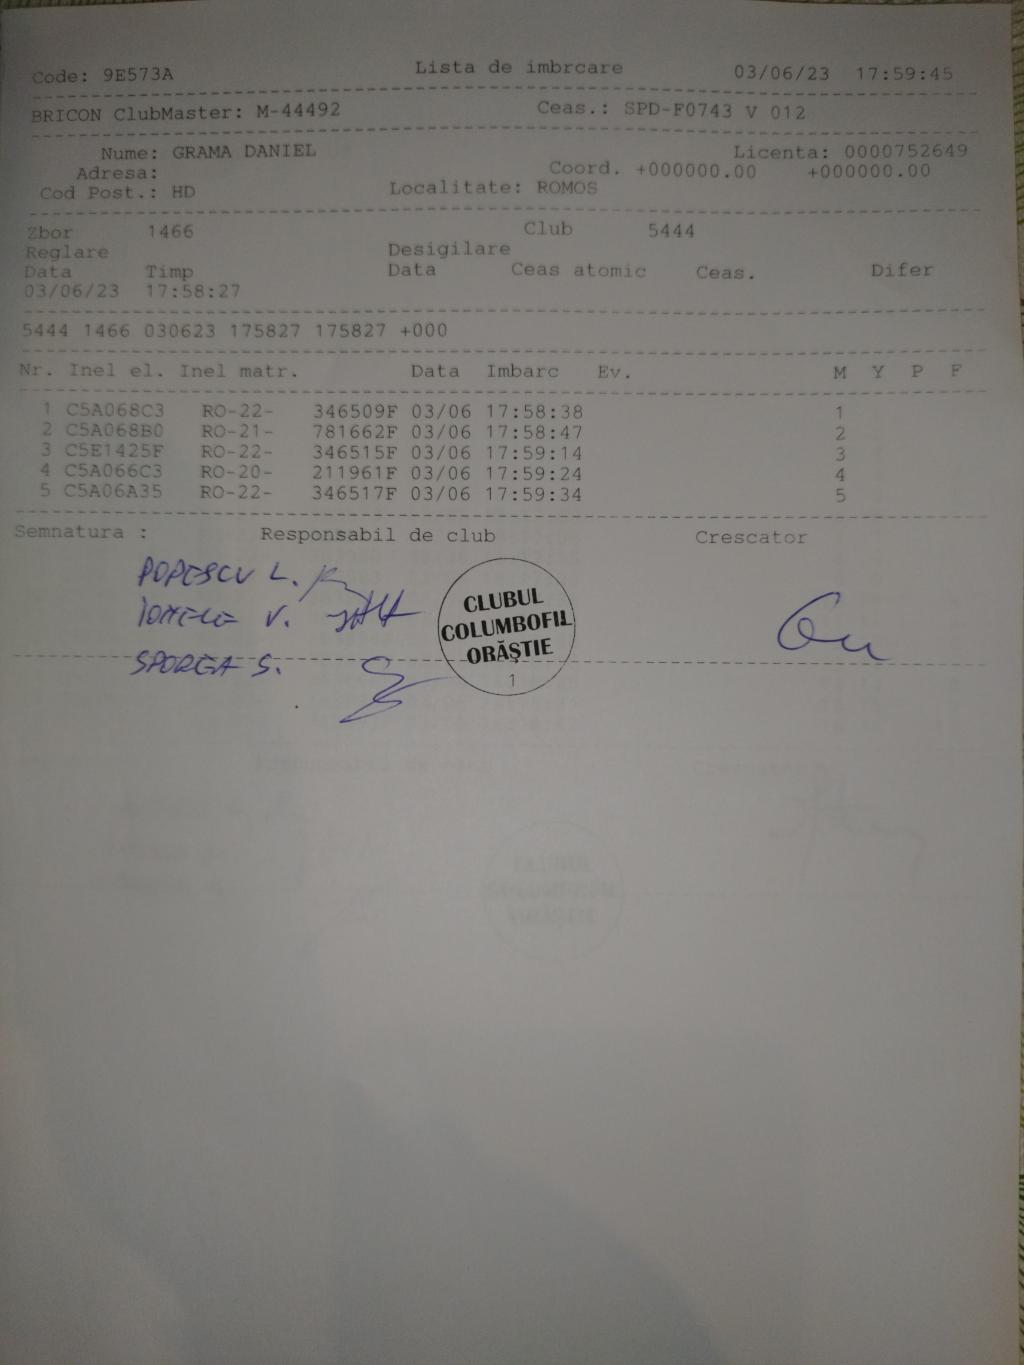 Code: 9E573A Lista de imbrcare 03/06/23 17:59:45
BRICON ClubMaster: M-44492 Ceas.: SPD-F0743 V 012
Nume: GRAMA DANIEL Licenta: 0000752649
Adresa: Coord. +000000.00 +000000.00
Cod Post.: HD Localitate: ROMOS
Zbor 1466 Club 5444
Reglare Desigilare
Data Timp Data Ceas atomic Ceas. Difer
03/06/23 17:58:27
5444 1466 030623 175827 175827 +000
Nr. Inel el. Inel matr. Data Imbarc Ev. M Y P F
1 C5A068C3 RO-22- 346509F 03/06 17:58:38 1
2 C5A068B0 RO-21- 781662F 03/06 17:58:47 2
3 C5E1425F RO-22- 346515F 03/06 17:59:14 3
4 C5A066C3 RO-20- 211961F 03/06 17:59:24 4
5 C5A06A35 RO-22- 346517F 03/06 17:59:34 5
Semnatura : Responsabil de club Crescator
POPESCU L.
V.
SPOREA S.
CLUBUL
COLUMBOFIL
ORĂȘTIE
1